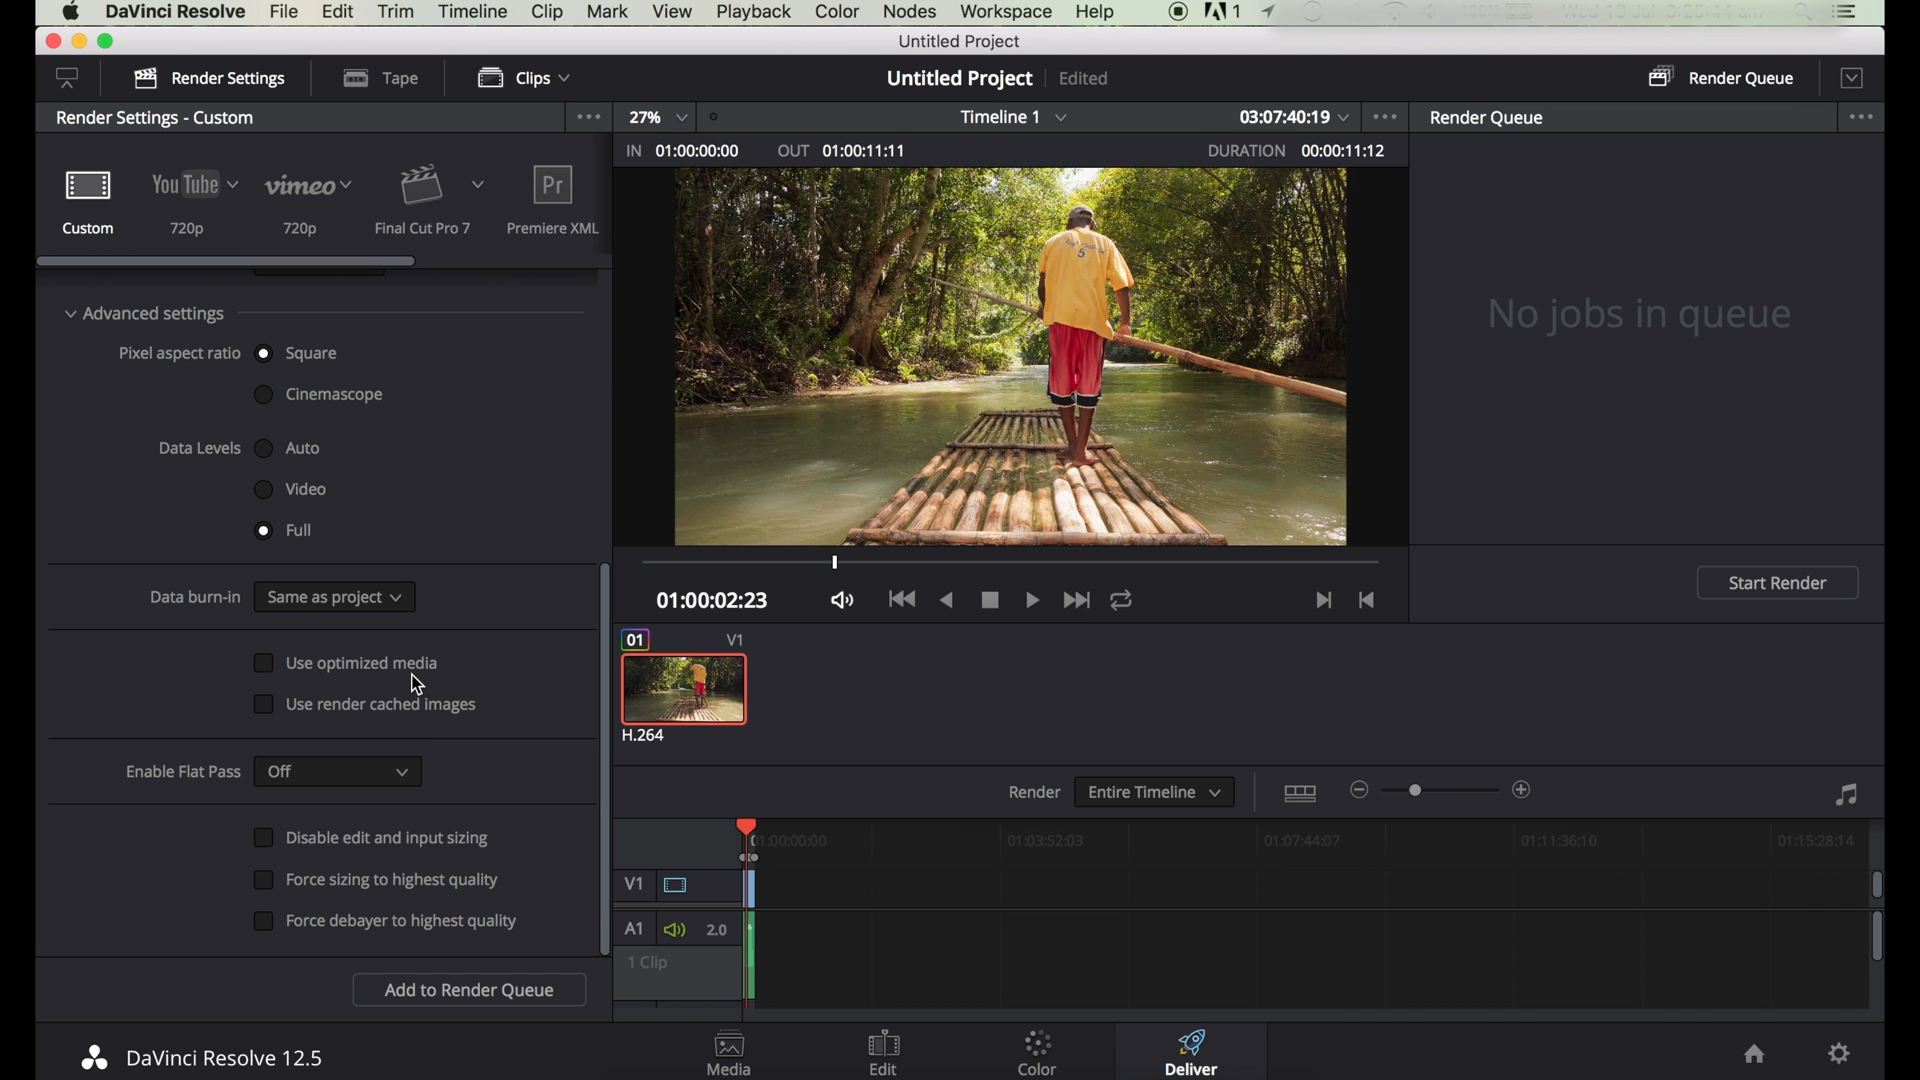 DaVinci Resolve File Edit Trim Timeline Clip Mark View Playback Color Nodes Workspace Help 1
Untitled Project
Render Settings Tape Clips Untitled Project Edited Render Queue
Render Settings - Custom 27% Timeline 1 03:07:40:19 Render Queue
IN 01:00:00:00 OUT 01:00:11:11 DURATION 00:00:11:12
You Tube vimeo Pr
Custom 720p 720p Final Cut Pro 7 Premiere XML
5
Advanced settings
No jobs in queue
Pixel aspect ratio Square
Cinemascope
Data Levels Auto
Video
Full
Data burn-in Same as project
01:00:02:23 Start Render
01 V1
Use optimized media
Use render cached images
H.264
Enable Flat Pass Off
Render Entire Timeline
Disable edit and input sizing
01:00:00:00 01:03:52:03 01:07:44:07 01:11:36:10 01:15:28:14
Force sizing to highest quality
V1
Force debayer to highest quality
A1 2.0
1 Clip
Add to Render Queue
DaVinci Resolve 12.5
Media Edit Color Deliver